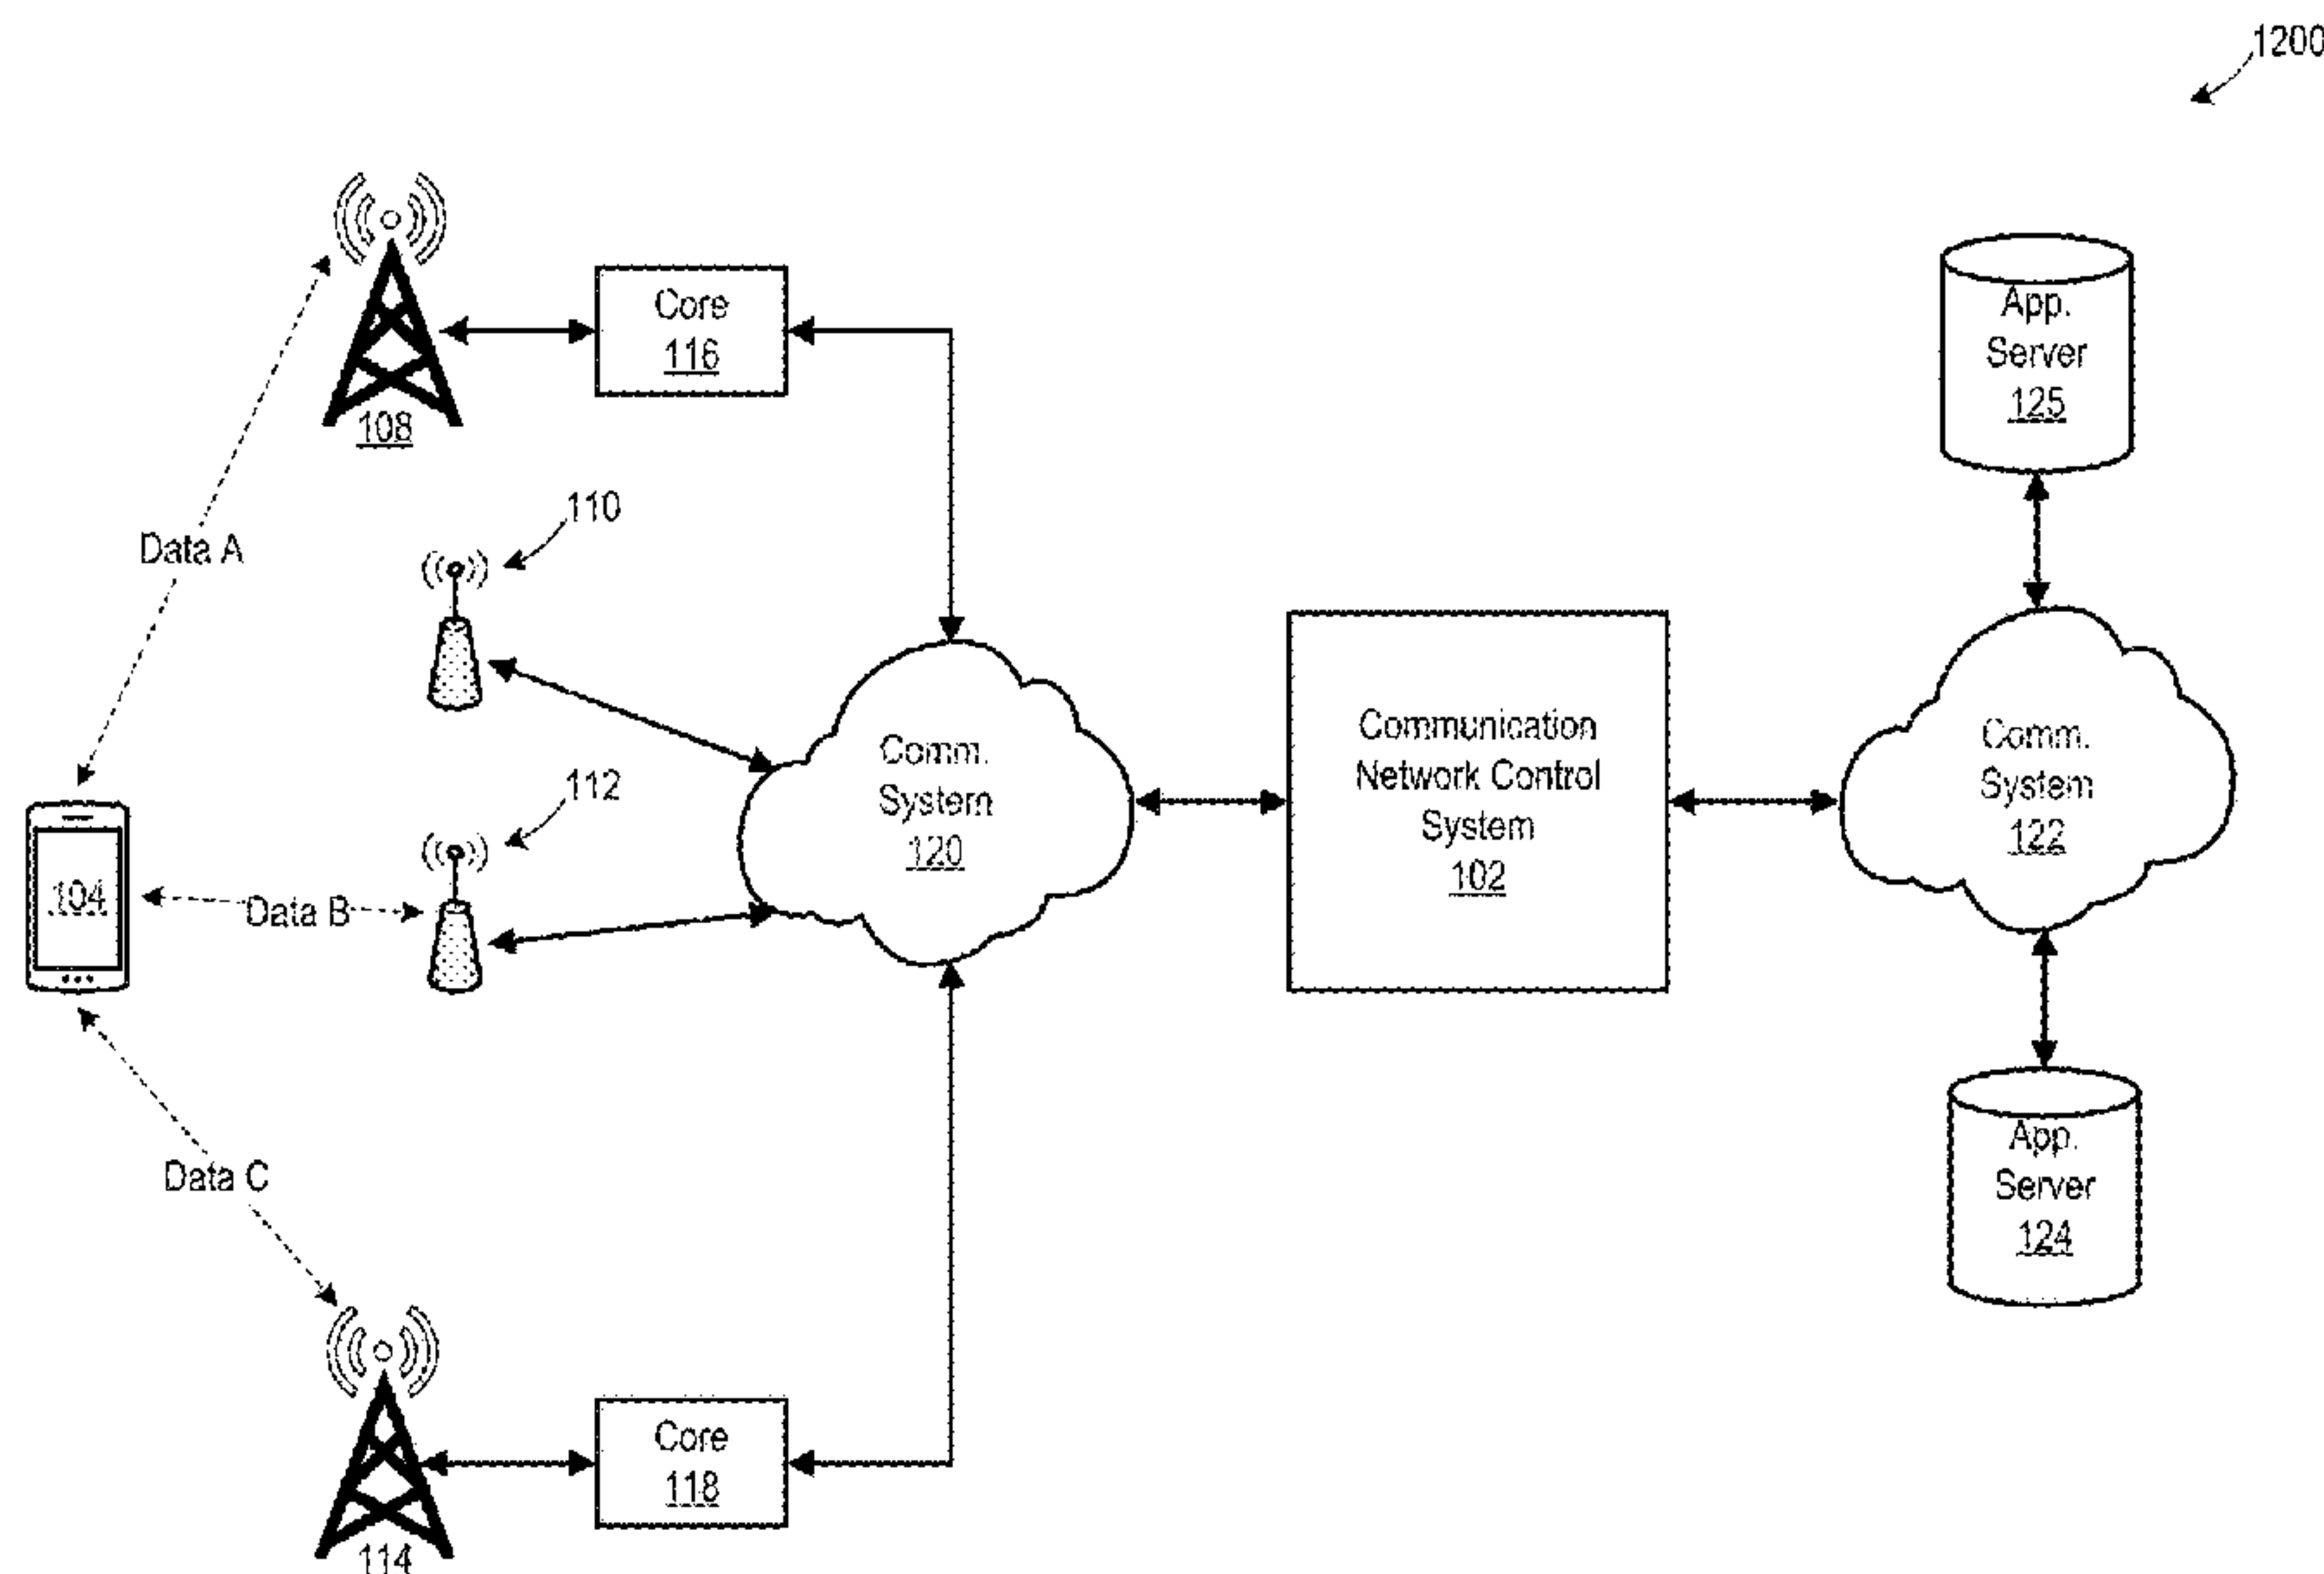 1200
Core
116
108
App.
Server
125
110
Data A
112
104
Data B
Comm.
System
120
Communication
Network Control
System
102
Comm.
System
122
Data C
App.
Server
124
Core
118
114